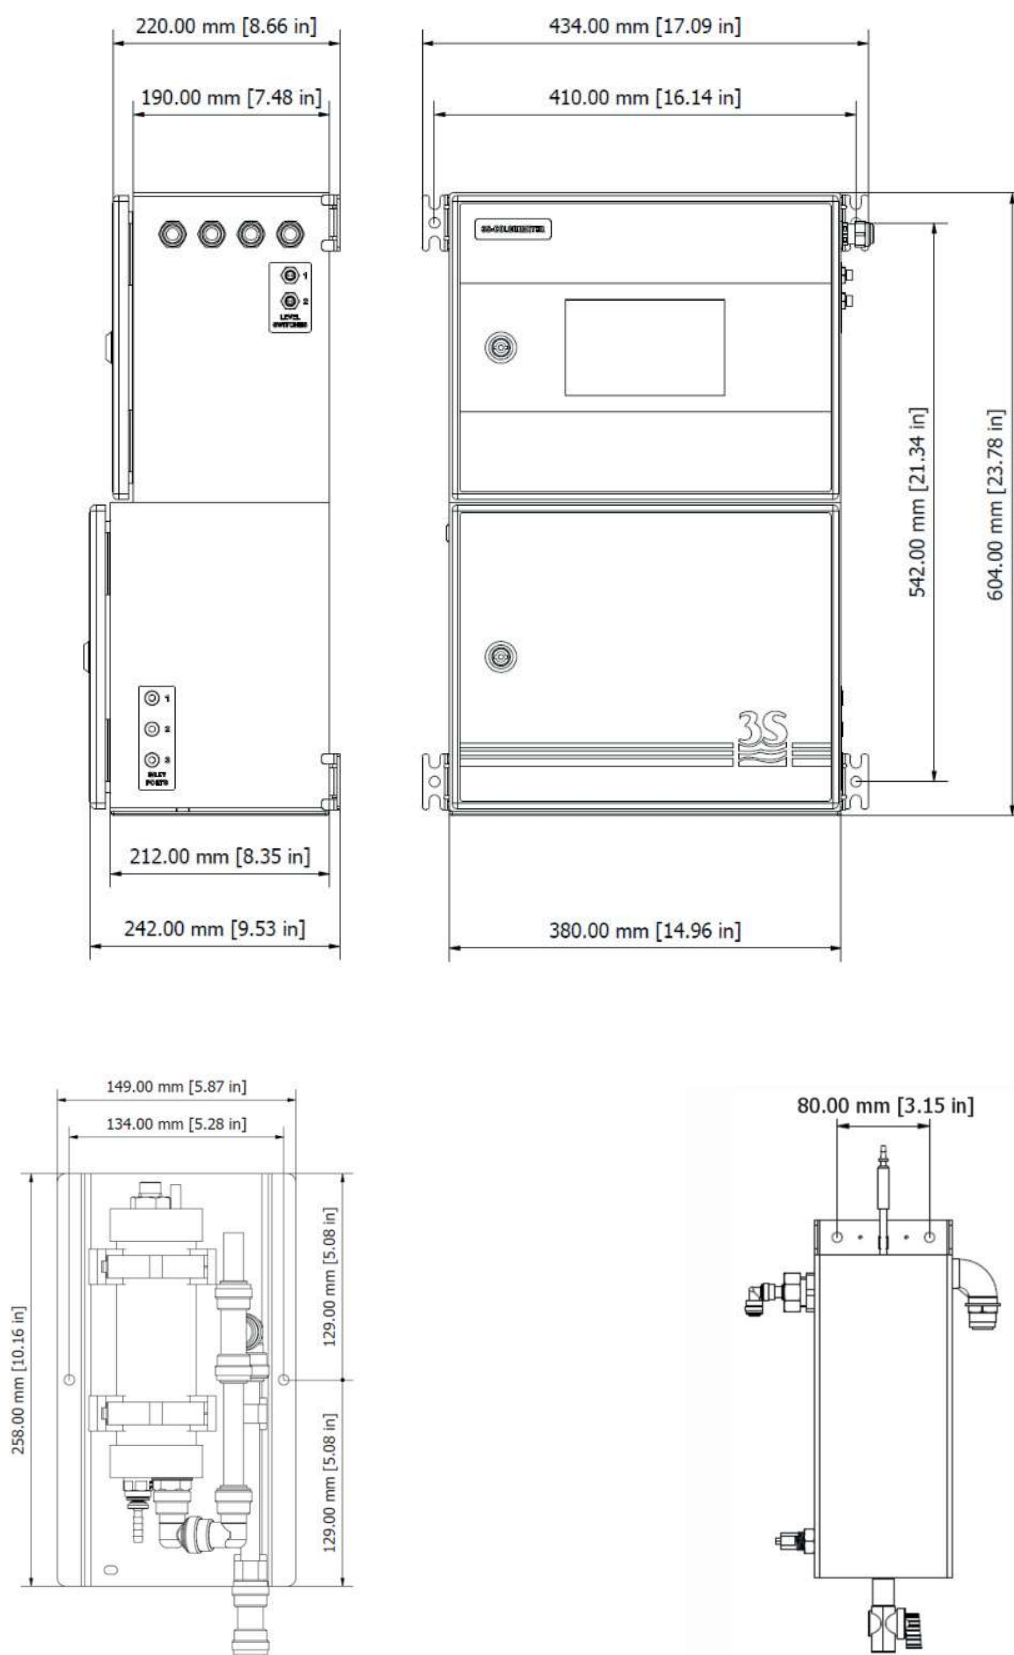 220.00 mm [8.66 in]
434.00 mm [17.09 in]
190.00 mm [7.48 in]
410.00 mm [16.14 in]
3S-COLORIMETER
1
2
LEVEL
SWITCHES
542.00 mm [21.34 in]
604.00 mm [23.78 in]
1
2
3
INLET
PORTS
3S
212.00 mm [8.35 in]
242.00 mm [9.53 in]
380.00 mm [14.96 in]
149.00 mm [5.87 in]
134.00 mm [5.28 in]
80.00 mm [3.15 in]
129.00 mm [5.08 in]
258.00 mm [10.16 in]
129.00 mm [5.08 in]